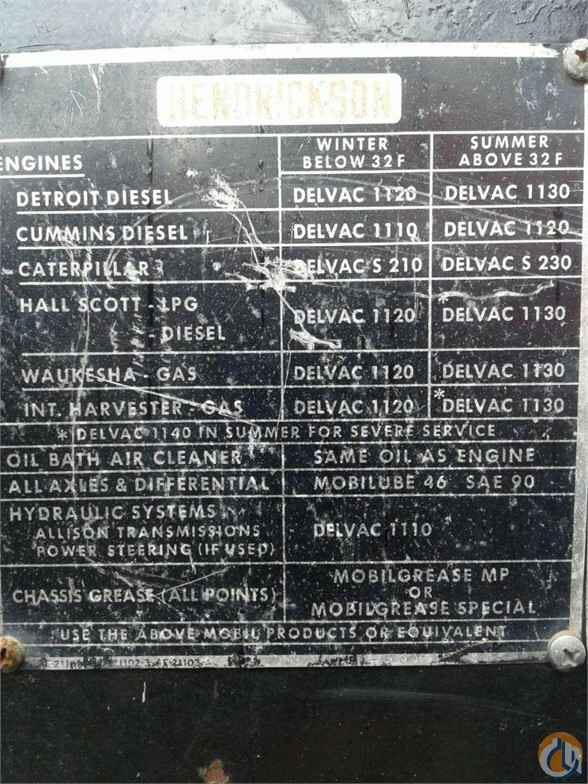 HENDRICKSON
ENGINES
WINTER BELOW 32F
SUMMER ABOVE 32F
DETROIT DIESEL DELVAC 1120 DELVAC 1130
CUMMINS DIESEL DELVAC 1110 DELVAC 1120
CATERPILLAR DELVAC S 210 DELVAC S 230
HALL SCOTT - LPG
- DIESEL DELVAC 1120 * DELVAC 1130
WAUKESHA - GAS DELVAC 1120 DELVAC 1130
INT. HARVESTER - GAS DELVAC 1120 * DELVAC 1130
* DELVAC 1140 IN SUMMER FOR SEVERE SERVICE
OIL BATH AIR CLEANER SAME OIL AS ENGINE
ALL AXLES & DIFFERENTIAL MOBILUBE 46 SAE 90
HYDRAULIC SYSTEMS
ALLISON TRANSMISSIONS DELVAC 1110
POWER STEERING (IF USED)
CHASSIS GREASE (ALL POINTS) MOBILGREASE MP
OR
MOBILGREASE SPECIAL
USE THE ABOVE MOBIL PRODUCTS OR EQUIVALENT